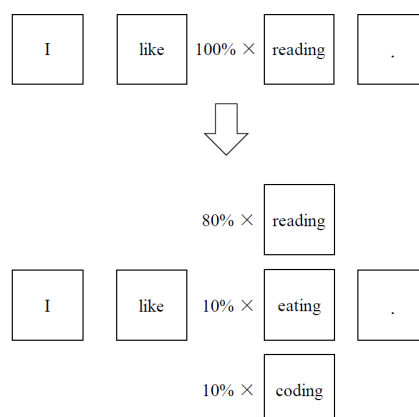 I like 100% × reading .
80% × reading
I like 10% × eating .
10% × coding